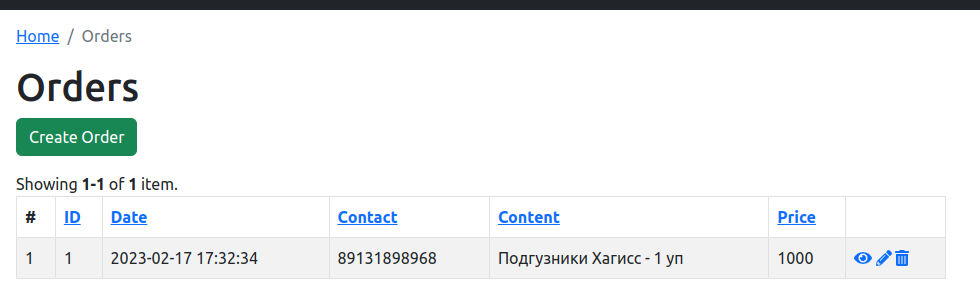 Home / Orders
Orders
Create Order
Showing 1-1 of 1 item.
# ID Date Contact Content Price
1 1 2023-02-17 17:32:34 89131898968 Подгузники Хагисс - 1 уп 1000